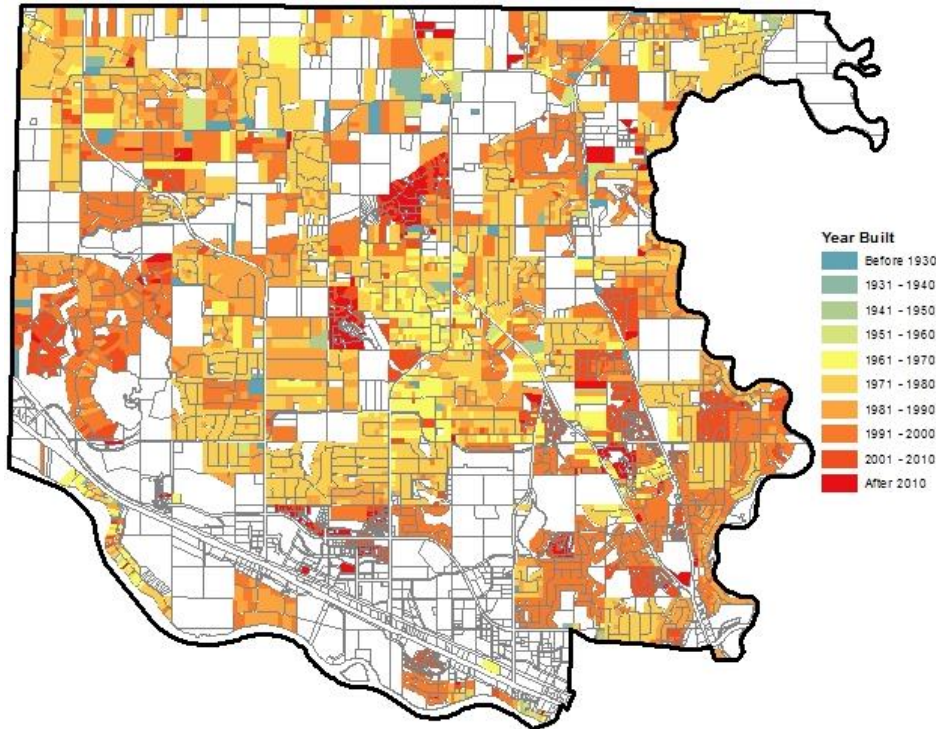 Year Built
Before 1930
1931 - 1940
1941 - 1950
1951 - 1960
1961 - 1970
1971 - 1980
1981 - 1990
1991 - 2000
2001 - 2010
After 2010